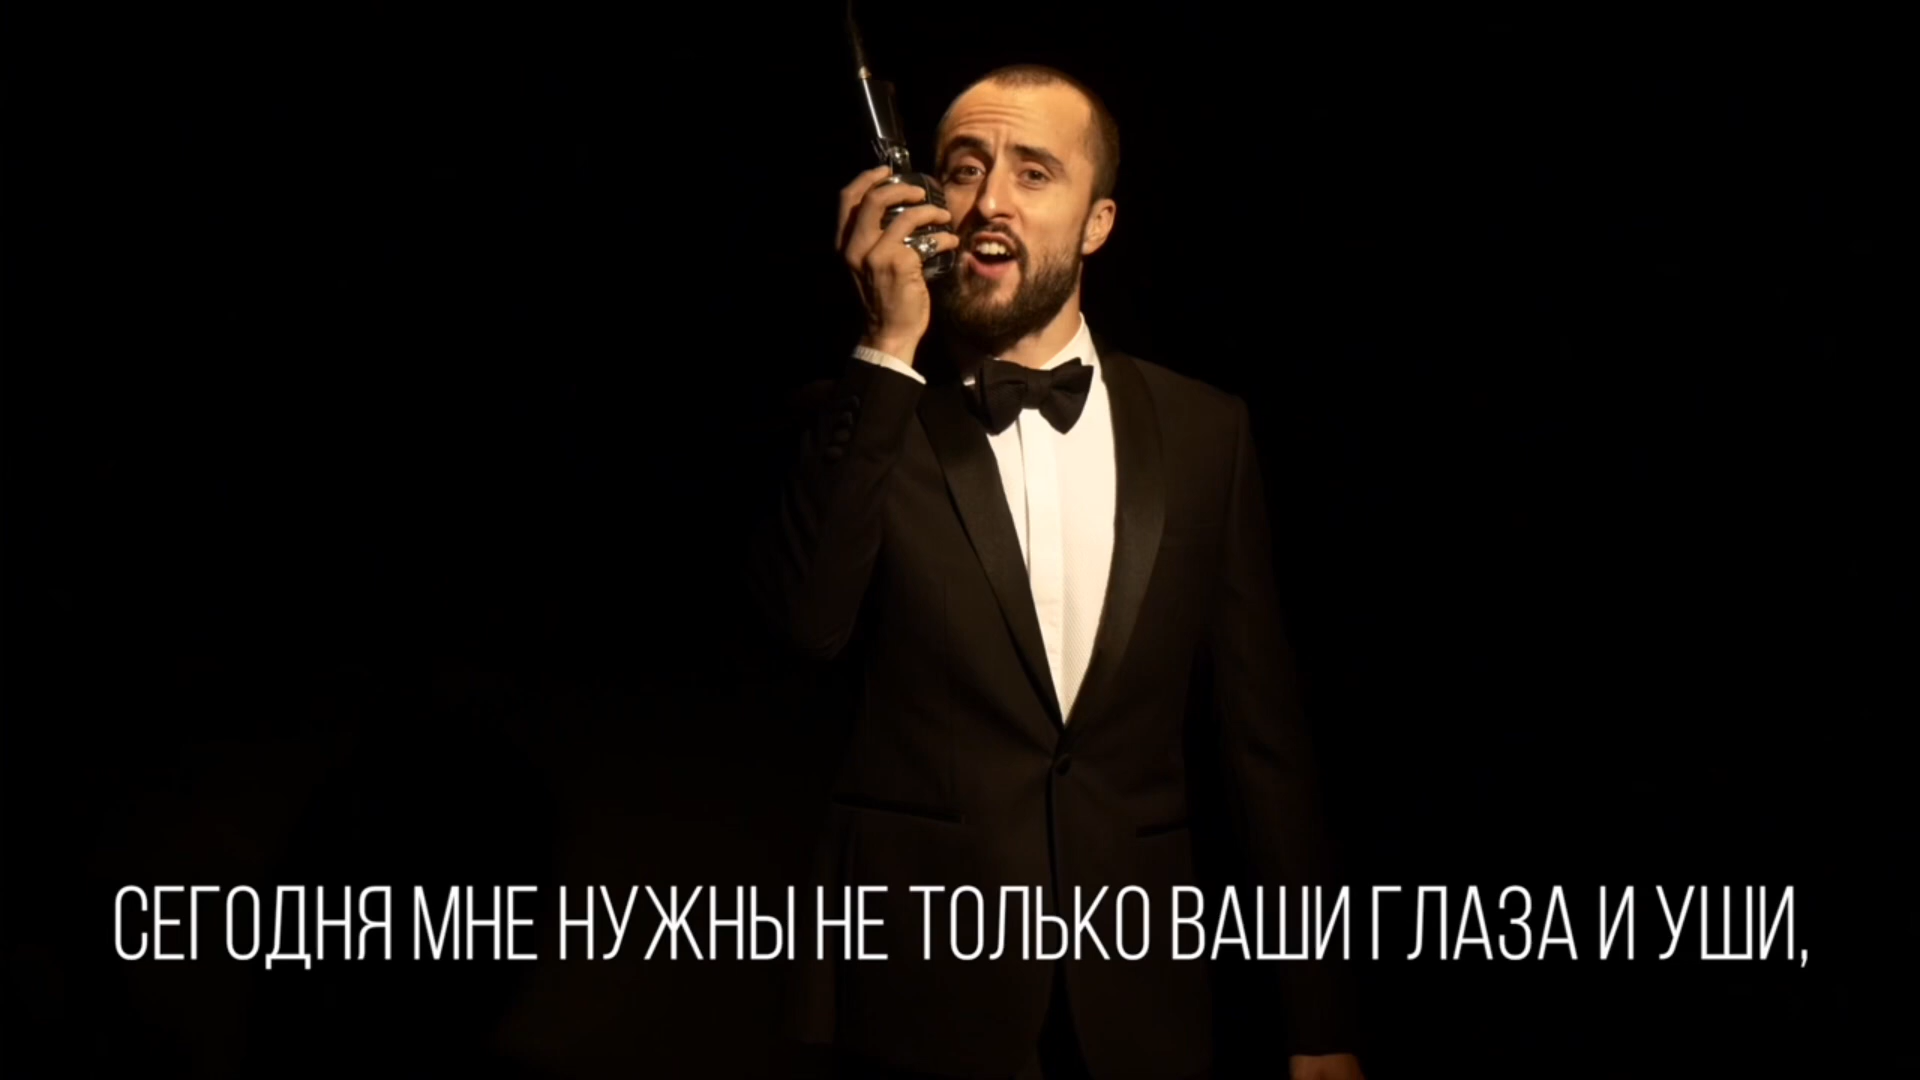 СЕГОДНЯ МНЕ НУЖНЫ НЕ ТОЛЬКО ВАШИ ГЛАЗА И УШИ,